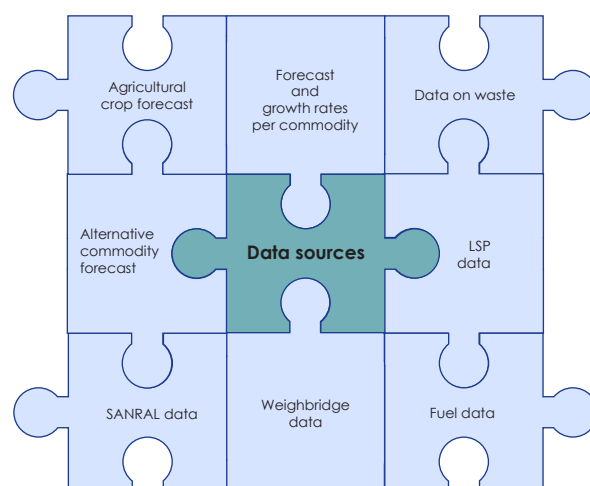 Agricultural
crop forecast
Forecast
and
growth rates
per commodity
Data on waste
Alternative
commodity
forecast
Data sources
LSP
data
SANRAL data
Weighbridge
data
Fuel data